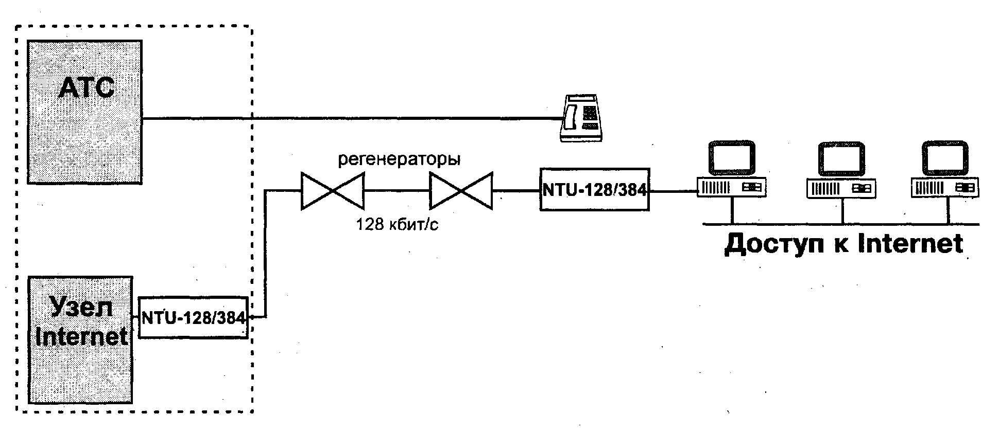 АТС
регенераторы
NTU-128/384
128 кбит/с
Доступ к Internet
Узел
Internet
NTU-128/384